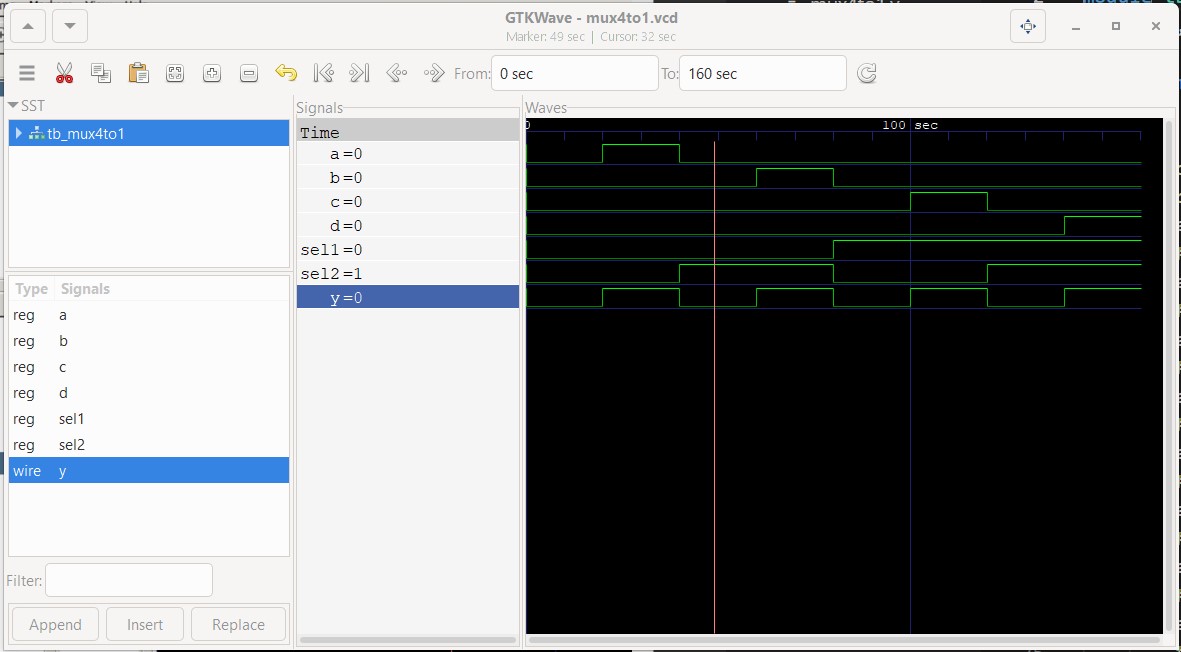 GTKWave - mux4to1.vcd
Marker: 49 sec | Cursor: 32 sec
From: 0 sec To: 160 sec
SST
tb_mux4to1
Type Signals
reg a
reg b
reg c
reg d
reg sel1
reg sel2
wire y
Filter:
Append Insert Replace
Signals
Time
a=0
b=0
c=0
d=0
sel1=0
sel2=1
y=0
Waves
0 100 sec